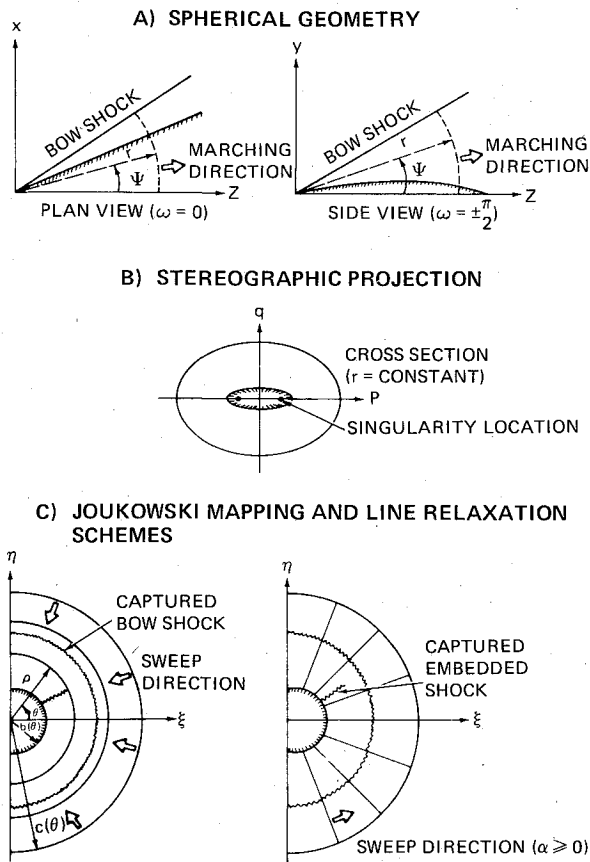 A) SPHERICAL GEOMETRY
x
BOW SHOCK
r
Ψ
MARCHING
DIRECTION
Z
PLAN VIEW (ω = 0)
y
BOW SHOCK
r
Ψ
MARCHING
DIRECTION
Z
SIDE VIEW (ω = ±π/2)
B) STEREOGRAPHIC PROJECTION
q
CROSS SECTION
(r = CONSTANT)
P
SINGULARITY LOCATION
C) JOUKOWSKI MAPPING AND LINE RELAXATION
SCHEMES
η
CAPTURED
BOW SHOCK
SWEEP
DIRECTION
ρ
θ
b(θ)
ξ
c(θ)
η
CAPTURED
EMBEDDED
SHOCK
ξ
SWEEP DIRECTION (α ⩾ 0)